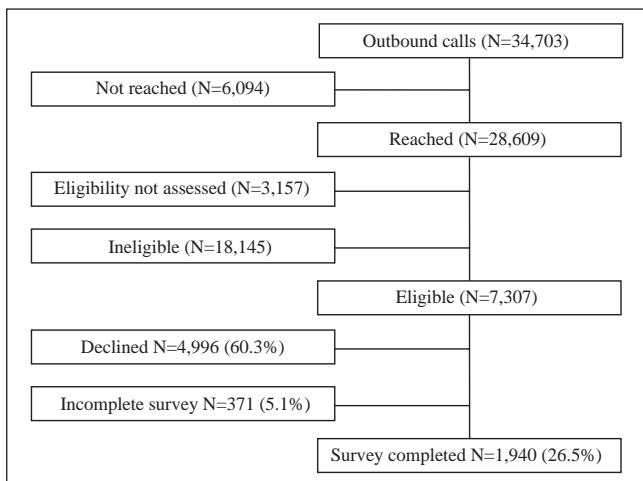 Outbound calls (N=34,703)
Not reached (N=6,094)
Reached (N=28,609)
Eligibility not assessed (N=3,157)
Ineligible (N=18,145)
Eligible (N=7,307)
Declined N=4,996 (60.3%)
Incomplete survey N=371 (5.1%)
Survey completed N=1,940 (26.5%)